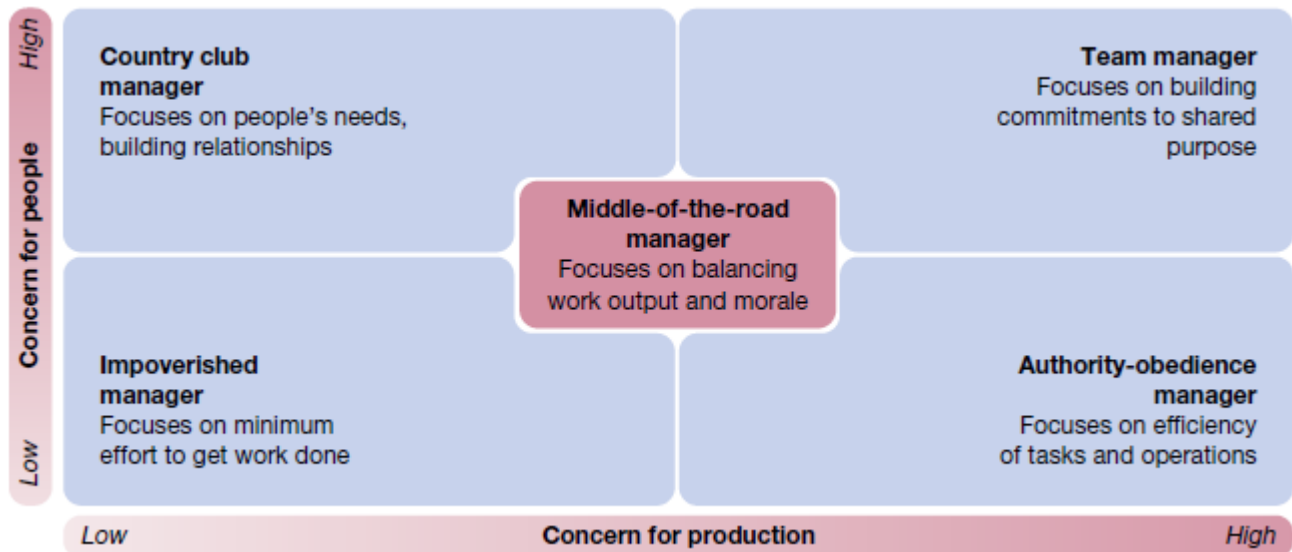 High
Concern for people
Low
Country club
manager
Focuses on people's needs,
building relationships
Team manager
Focuses on building
commitments to shared
purpose
Middle-of-the-road
manager
Focuses on balancing
work output and morale
Impoverished
manager
Focuses on minimum
effort to get work done
Authority-obedience
manager
Focuses on efficiency
of tasks and operations
Low
Concern for production
High